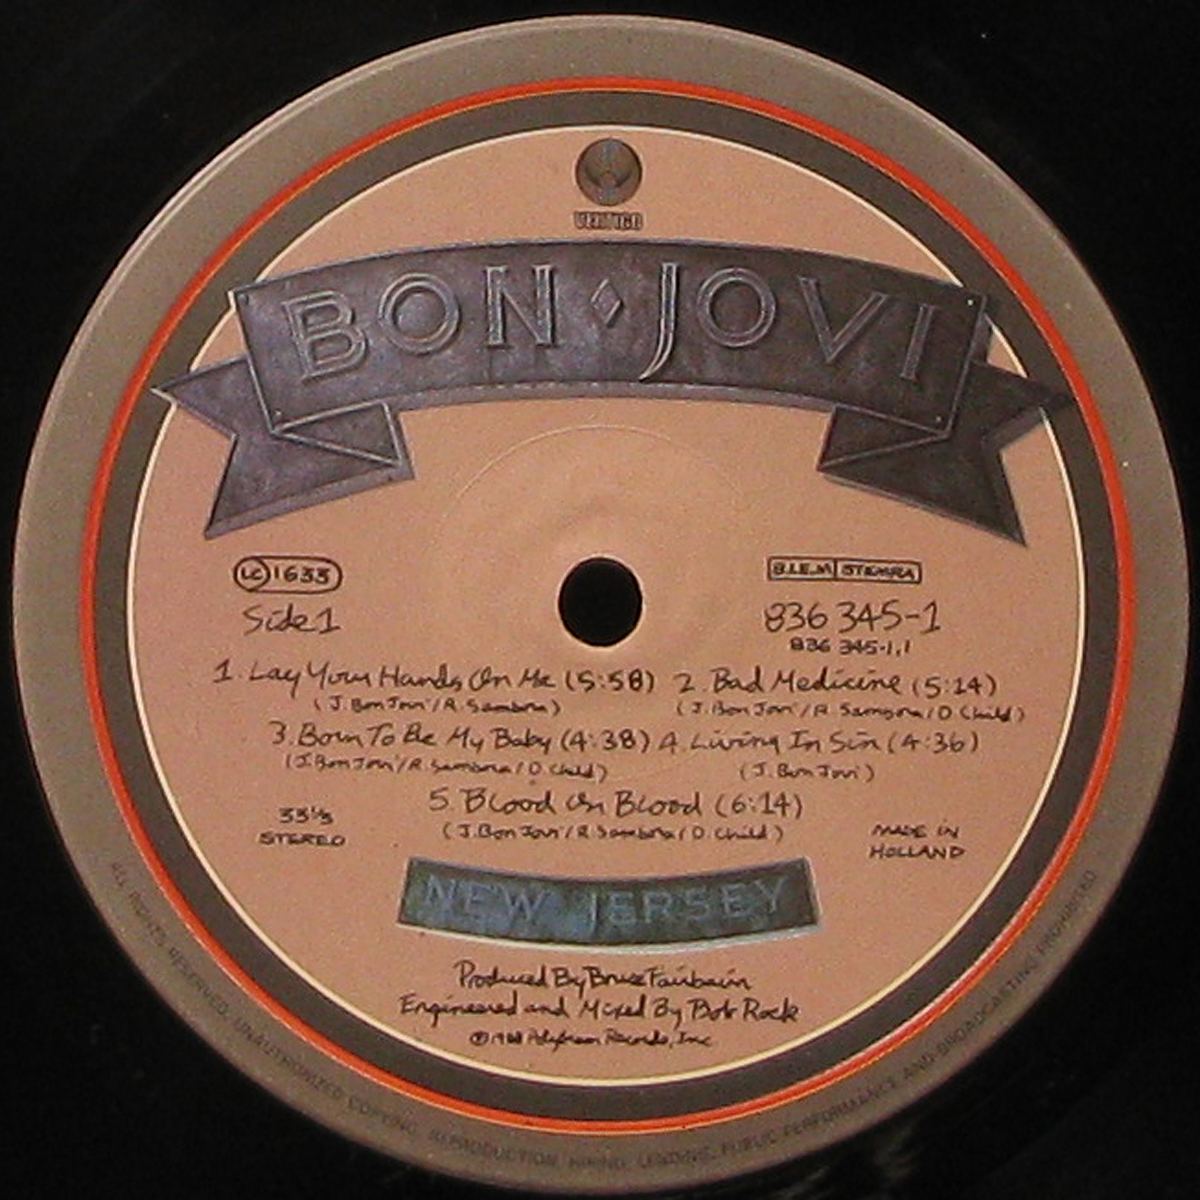 VERTIGO
BON ◆ JOVI
LC 1633
B.I.E.M STEMRA
Side 1
836 345-1
836 345-1.1
1. Lay Your Hands On Me (5:58) 2. Bad Medicine (5:14)
(J. Bon Jovi/R. Sambora) (J. Bon Jovi/R. Sambora/D. Child)
3. Born To Be My Baby (4:38) 4. Living In Sin (4:36)
(J. Bon Jovi/R. Sambora/D. Child) (J. Bon Jovi)
5. Blood On Blood (6:14)
(J. Bon Jovi/R. Sambora/D. Child)
33⅓
STEREO
MADE IN
HOLLAND
NEW JERSEY
Produced By Bruce Fairbairn
Engineered and Mixed By Bob Rock
Ⓟ 1988 Polygram Records, Inc.
ALL RIGHTS RESERVED. UNAUTHORIZED COPYING, REPRODUCTION, HIRING, LENDING, PUBLIC PERFORMANCE AND BROADCASTING PROHIBITED